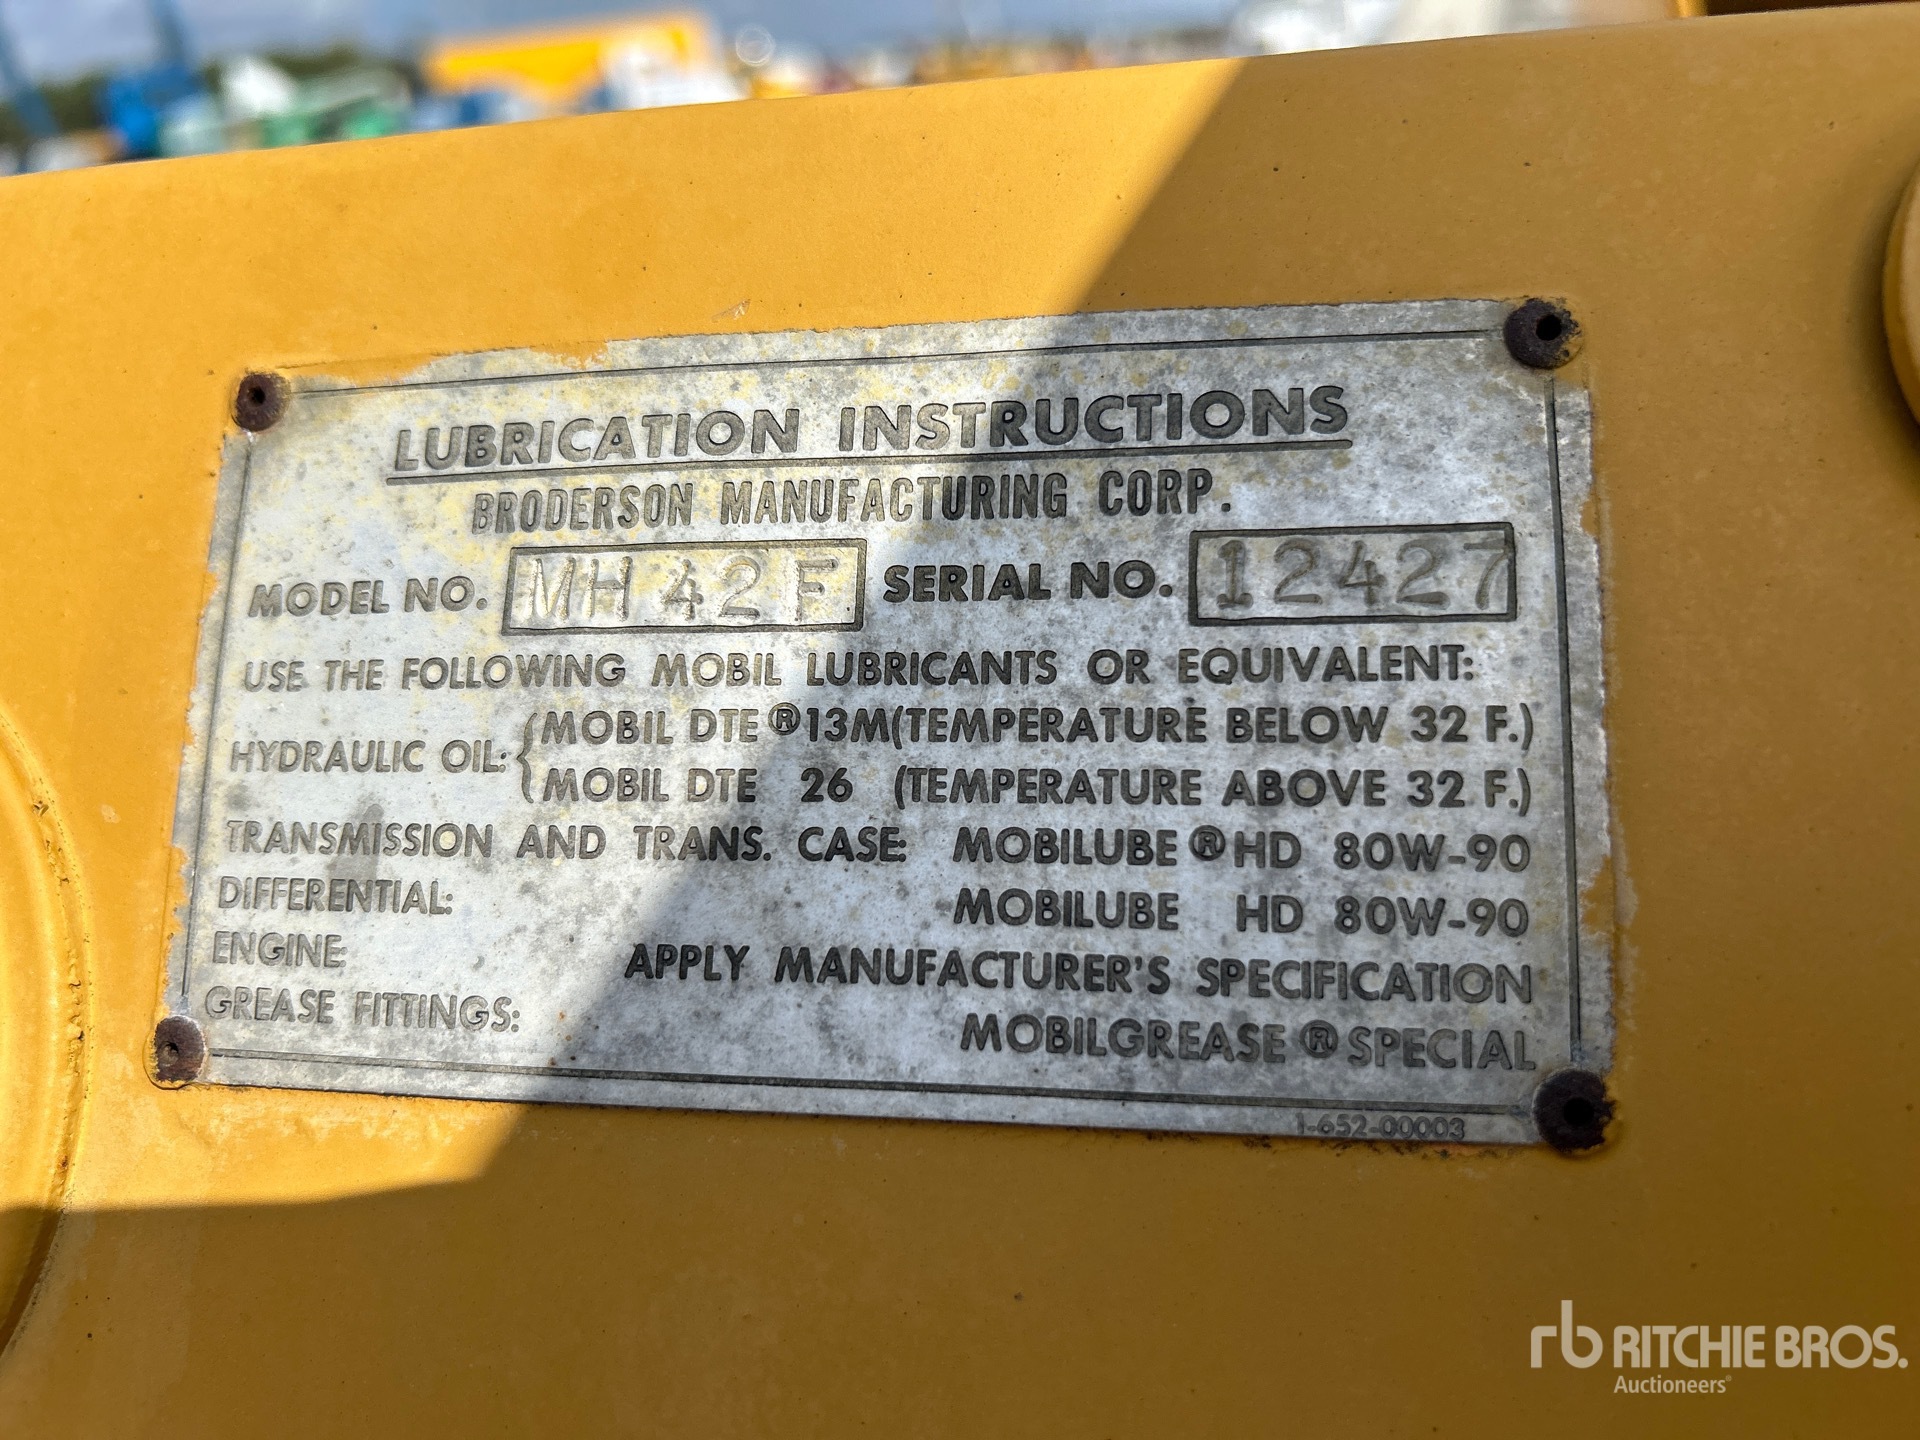 LUBRICATION INSTRUCTIONS
BRODERSON MANUFACTURING CORP.
MODEL NO. MH 42 F SERIAL NO. 12427
USE THE FOLLOWING MOBIL LUBRICANTS OR EQUIVALENT:
HYDRAULIC OIL: { MOBIL DTE ® 13M (TEMPERATURE BELOW 32 F.)
MOBIL DTE 26 (TEMPERATURE ABOVE 32 F.)
TRANSMISSION AND TRANS. CASE: MOBILUBE ® HD 80W-90
DIFFERENTIAL: MOBILUBE HD 80W-90
ENGINE: APPLY MANUFACTURER'S SPECIFICATION
GREASE FITTINGS: MOBILGREASE ® SPECIAL
1-652-00003
rb RITCHIE BROS.
Auctioneers®